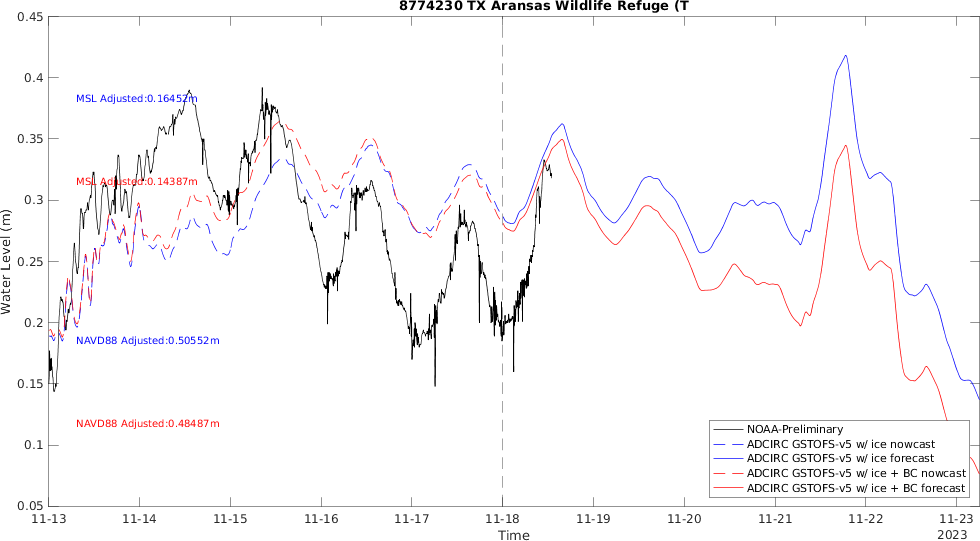 8774230 TX Aransas Wildlife Refuge (T
Water Level (m)
0.45
0.4
0.35
0.3
0.25
0.2
0.15
0.1
0.05
MSL Adjusted:0.16452m
MSL Adjusted:0.14387m
NAVD88 Adjusted:0.50552m
NAVD88 Adjusted:0.48487m
NOAA-Preliminary
ADCIRC GSTOFS-v5 w/ ice nowcast
ADCIRC GSTOFS-v5 w/ ice forecast
ADCIRC GSTOFS-v5 w/ ice + BC nowcast
ADCIRC GSTOFS-v5 w/ ice + BC forecast
11-13 11-14 11-15 11-16 11-17 11-18 11-19 11-20 11-21 11-22 11-23
Time
2023